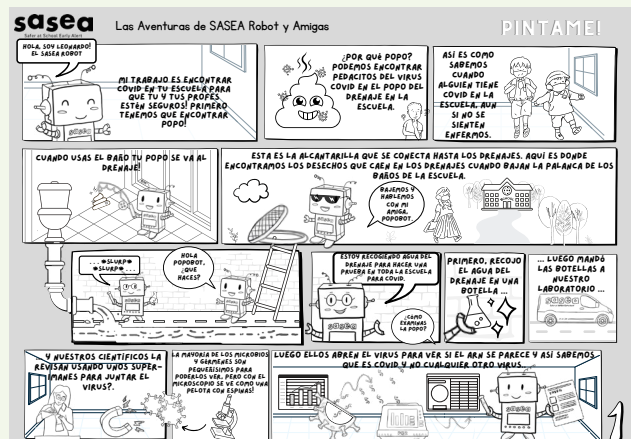 sasea
Safer at School Early Alert
Las Aventuras de SASEA Robot y Amigas
PINTAME!
HOLA, SOY LEONARDO!
EL SASEA ROBOT
MI TRABAJO ES ENCONTRAR
COVID EN TU ESCUELA PARA
QUE TU Y TUS PROFES
ESTÉN SEGUROS! PRIMERO
TENEMOS QUE ENCONTRAR
POPO!
sasea
¿POR QUÉ POPO?
PODEMOS ENCONTRAR
PEDACITOS DEL VIRUS
COVID EN EL POPO DEL
DRENAJE EN LA
ESCUELA.
ASÍ ES COMO
SABEMOS
CUANDO
ALGUIEN TIENE
COVID EN LA
ESCUELA, AUN
SI NO SE
SIENTEN
ENFERMOS.
CUANDO USAS EL BAÑO TU POPO SE VA AL
DRENAJE!
ESTA ES LA ALCANTARILLA QUE SE CONECTA HASTA LOS DRENAJES. AQUI ES DONDE
ENCONTRAMOS LOS DESECHOS QUE CAEN EN LOS DRENAJES CUANDO BAJAN LA PALANCA DE LOS
BAÑOS DE LA ESCUELA.
BAJEMOS Y
HABLEMOS
CON MI
AMIGA,
POPOBOT.
... *SLURP*
*SLURP* ...
HOLA
POPOBOT,
¿QUE
HACES?
ESTOY RECOGIENDO AGUA DEL
DRENAJE PARA HACER UNA
PRUEBA EN TODA LA ESCUELA
PARA COVID.
¿COMO
EXAMINAS
LA POPO?
sasea
PRIMERO, RECOJO
EL AGUA DEL
DRENAJE EN UNA
BOTELLA ...
... LUEGO MANDÓ
LAS BOTELLAS A
NUESTRO
LABORATORIO ...
sasea
Y NUESTROS CIENTÍFICOS LA
REVISAN USANDO UNOS SUPER-
IMANES PARA JUNTAR EL
VIRUS?.
LA MAYORÍA DE LOS MICROBIOS
Y GÉRMENES SON
PEQUEÑISIMOS PARA
PODERLOS VER, PERO CON EL
MICROSCOPIO SE VE COMO UNA
PELOTA CON ESPINAS!
LUEGO ELLOS ABREN EL VIRUS PARA VER SI EL ARN SE PARECE Y ASI SABEMOS
QUE ES COVID Y NO CUALQUIER OTRO VIRUS.
sasea